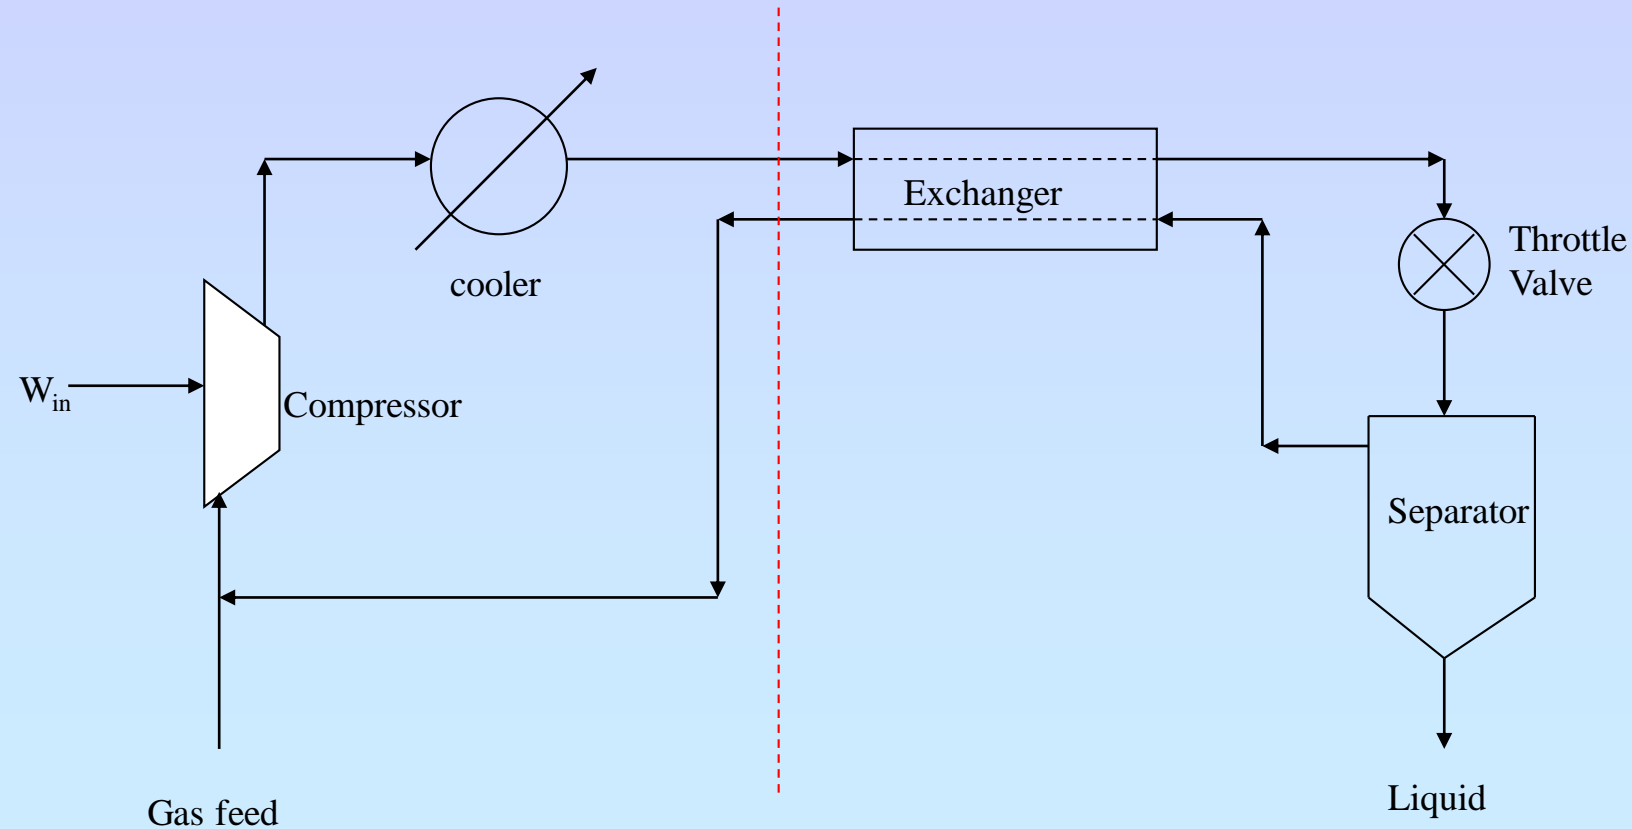 Exchanger
Throttle
Valve
cooler
W_in
Compressor
Separator
Liquid
Gas feed